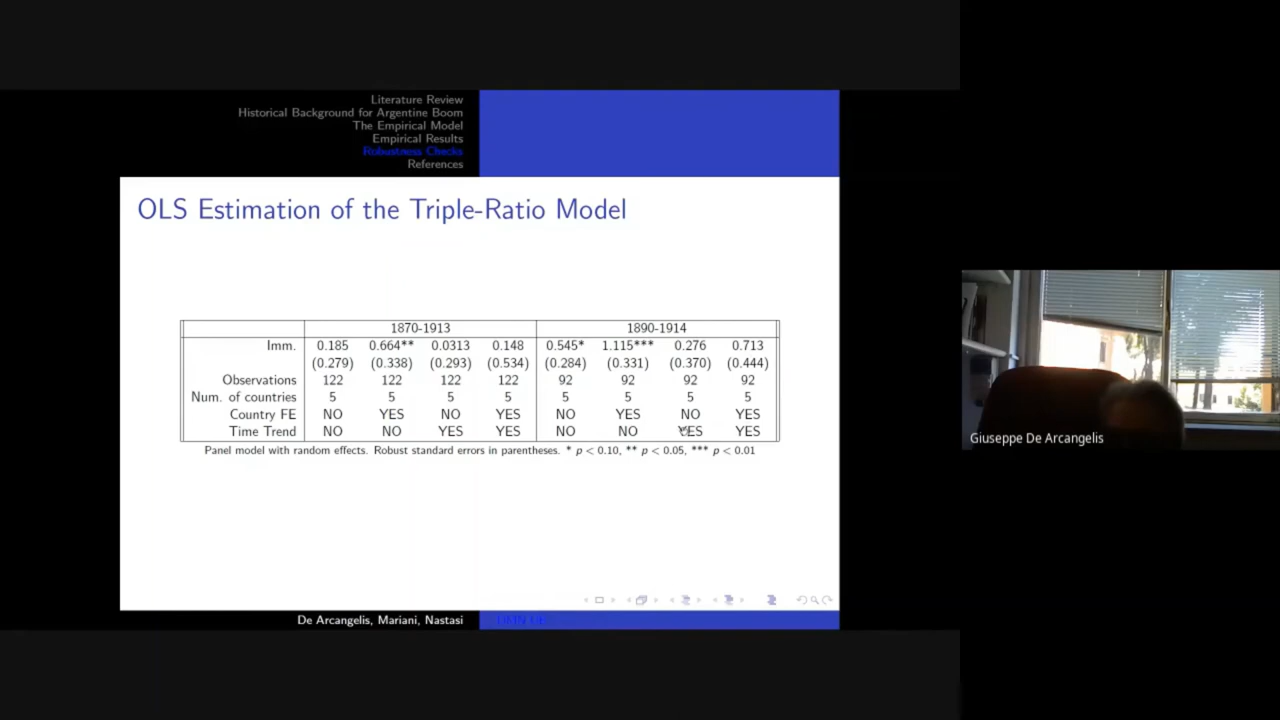 Literature Review
Historical Background for Argentine Boom
The Empirical Model
Empirical Results
Robustness Checks
References
OLS Estimation of the Triple-Ratio Model
1870-1913 1890-1914
Imm. 0.185 0.664** 0.0313 0.148 0.545* 1.115*** 0.276 0.713
(0.279) (0.338) (0.293) (0.534) (0.284) (0.331) (0.370) (0.444)
Observations 122 122 122 122 92 92 92 92
Num. of countries 5 5 5 5 5 5 5 5
Country FE NO YES NO YES NO YES NO YES
Time Trend NO NO YES YES NO NO YES YES
Panel model with random effects. Robust standard errors in parentheses. * p < 0.10, ** p < 0.05, *** p < 0.01
De Arcangelis, Mariani, Nastasi
Giuseppe De Arcangelis